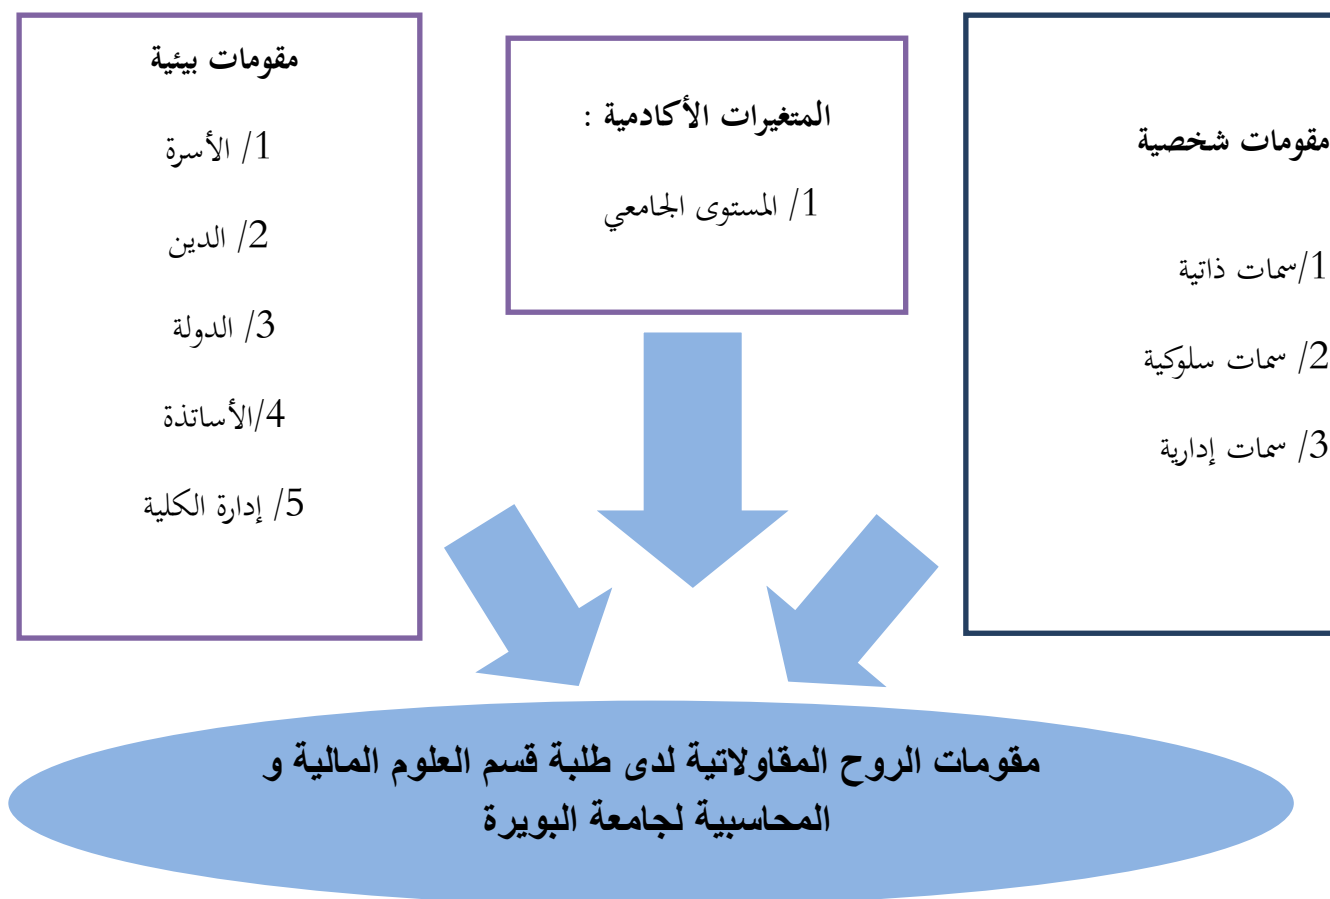 مقومات شخصية
1/سمات ذاتية
2/ سمات سلوكية
3/ سمات إدارية
المتغيرات الأكادمية :
1/ المستوى الجامعي
مقومات بيئية
1/ الأسرة
2/ الدين
3/ الدولة
4/الأساتذة
5/ إدارة الكلية
مقومات الروح المقاولاتية لدى طلبة قسم العلوم المالية و
المحاسبية لجامعة البويرة